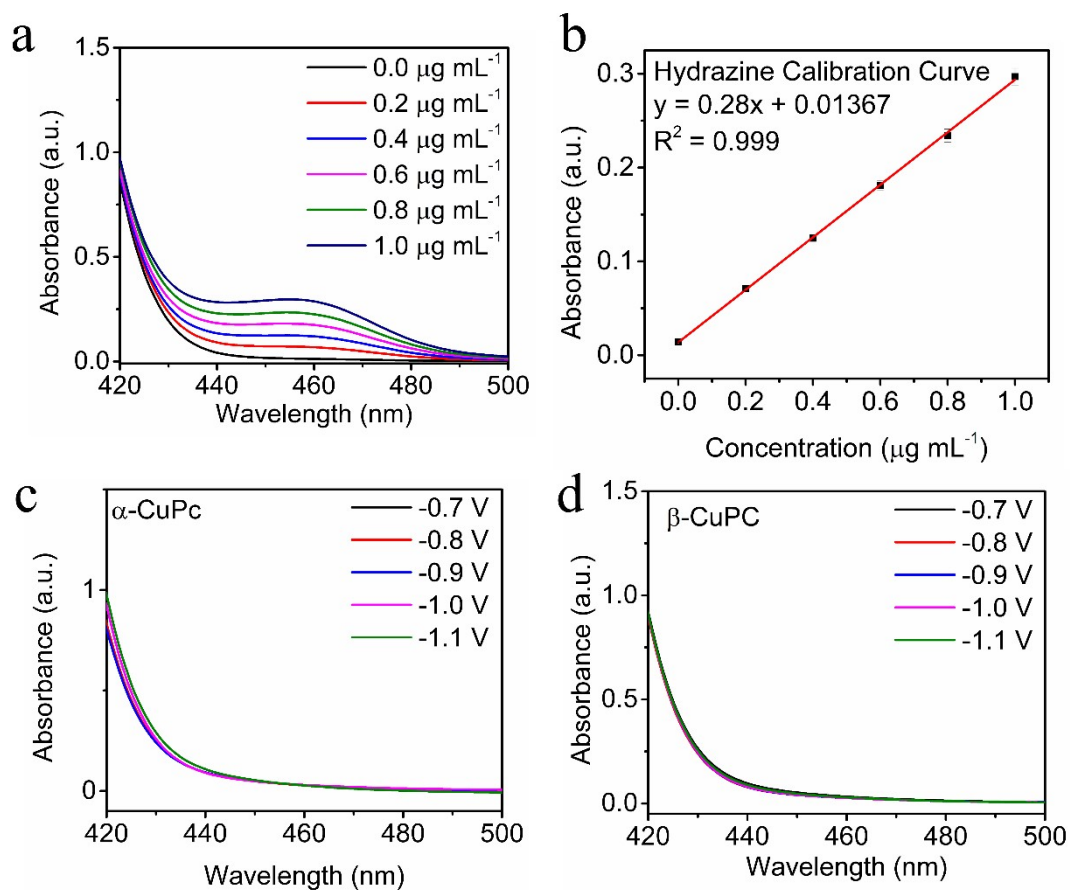 a
1.5
1.0
0.5
0.0
Absorbance (a.u.)
0.0 μg mL⁻¹
0.2 μg mL⁻¹
0.4 μg mL⁻¹
0.6 μg mL⁻¹
0.8 μg mL⁻¹
1.0 μg mL⁻¹
420 440 460 480 500
Wavelength (nm)
b
0.3
0.2
0.1
0.0
Absorbance (a.u.)
Hydrazine Calibration Curve
y = 0.28x + 0.01367
R² = 0.999
0.0 0.2 0.4 0.6 0.8 1.0
Concentration (μg mL⁻¹)
c
α-CuPc
1
0
Absorbance (a.u.)
-0.7 V
-0.8 V
-0.9 V
-1.0 V
-1.1 V
420 440 460 480 500
Wavelength (nm)
d
β-CuPC
1.5
1.0
0.5
0.0
Absorbance (a.u.)
-0.7 V
-0.8 V
-0.9 V
-1.0 V
-1.1 V
420 440 460 480 500
Wavelength (nm)